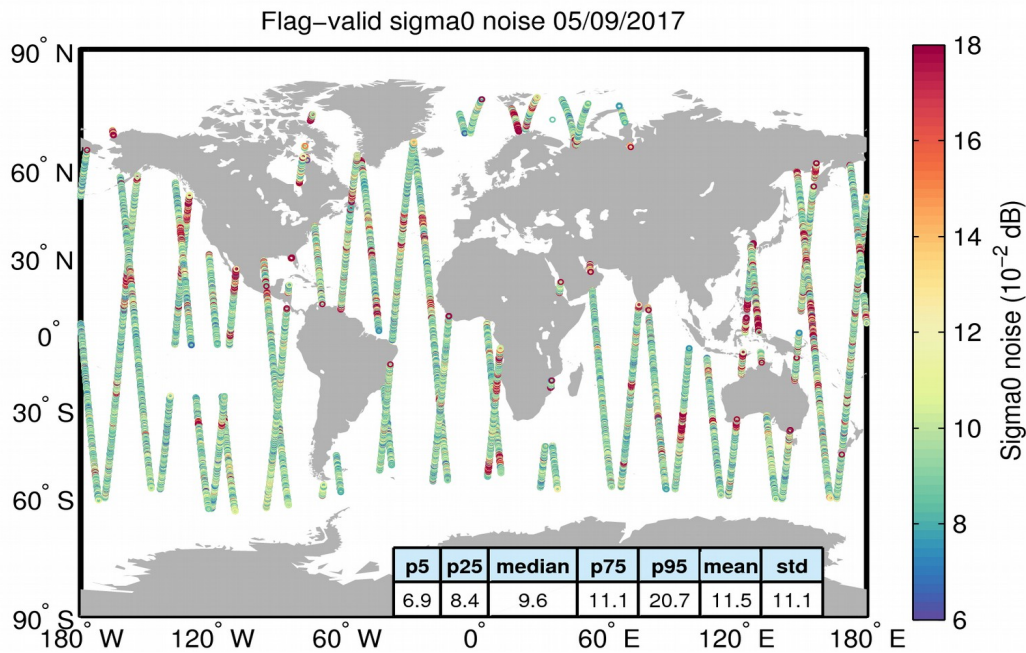 Flag−valid sigma0 noise 05/09/2017
90° N
60° N
30° N
0°
30° S
60° S
90° S
180° W
120° W
60° W
0°
60° E
120° E
180° E
p5 p25 median p75 p95 mean std
6.9 8.4 9.6 11.1 20.7 11.5 11.1
18
16
14
12
10
8
6
Sigma0 noise (10⁻² dB)